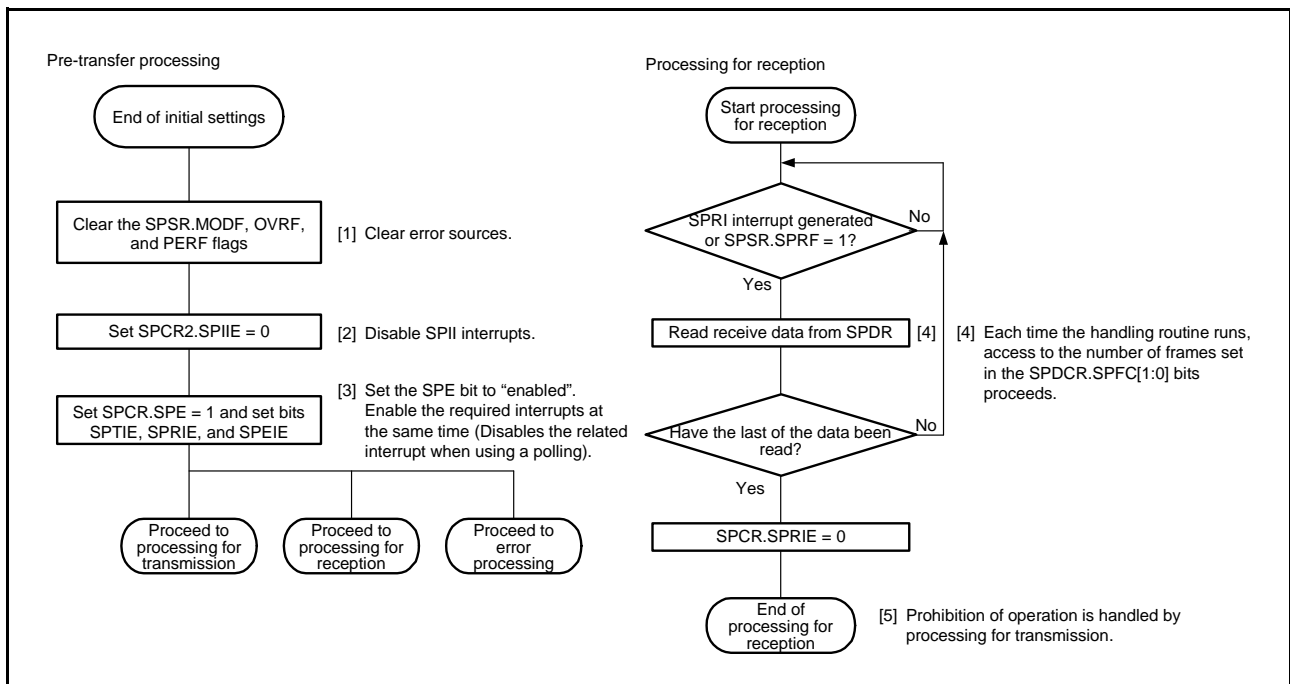 Pre-transfer processing
End of initial settings
Clear the SPSR.MODF, OVRF,
and PERF flags
[1] Clear error sources.
Set SPCR2.SPIIE = 0
[2] Disable SPII interrupts.
Set SPCR.SPE = 1 and set bits
SPTIE, SPRIE, and SPEIE
[3] Set the SPE bit to “enabled”.
Enable the required interrupts at
the same time (Disables the related
interrupt when using a polling).
Proceed to
processing for
transmission
Proceed to
processing for
reception
Proceed to
error
processing
Processing for reception
Start processing
for reception
SPRI interrupt generated
or SPSR.SPRF = 1?
No
Yes
Read receive data from SPDR
[4]
[4] Each time the handling routine runs,
access to the number of frames set
in the SPDCR.SPFC[1:0] bits
proceeds.
Have the last of the data been
read?
No
Yes
SPCR.SPRIE = 0
End of
processing for
reception
[5] Prohibition of operation is handled by
processing for transmission.